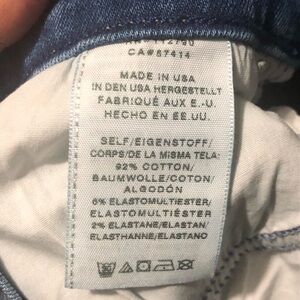 CA#57414
MADE IN USA
IN DEN USA HERGESTELLT
FABRIQUÉ AUX E.-U.
HECHO EN EE.UU.
SELF/EIGENSTOFF/
CORPS/DE LA MISMA TELA:
92% COTTON/
BAUMWOLLE/COTON/
ALGODÓN
6% ELASTOMULTIESTER/
ELASTOMULTIÉSTER/
2% ELASTANE/ELASTAN/
ELASTHANNE/ELASTANO